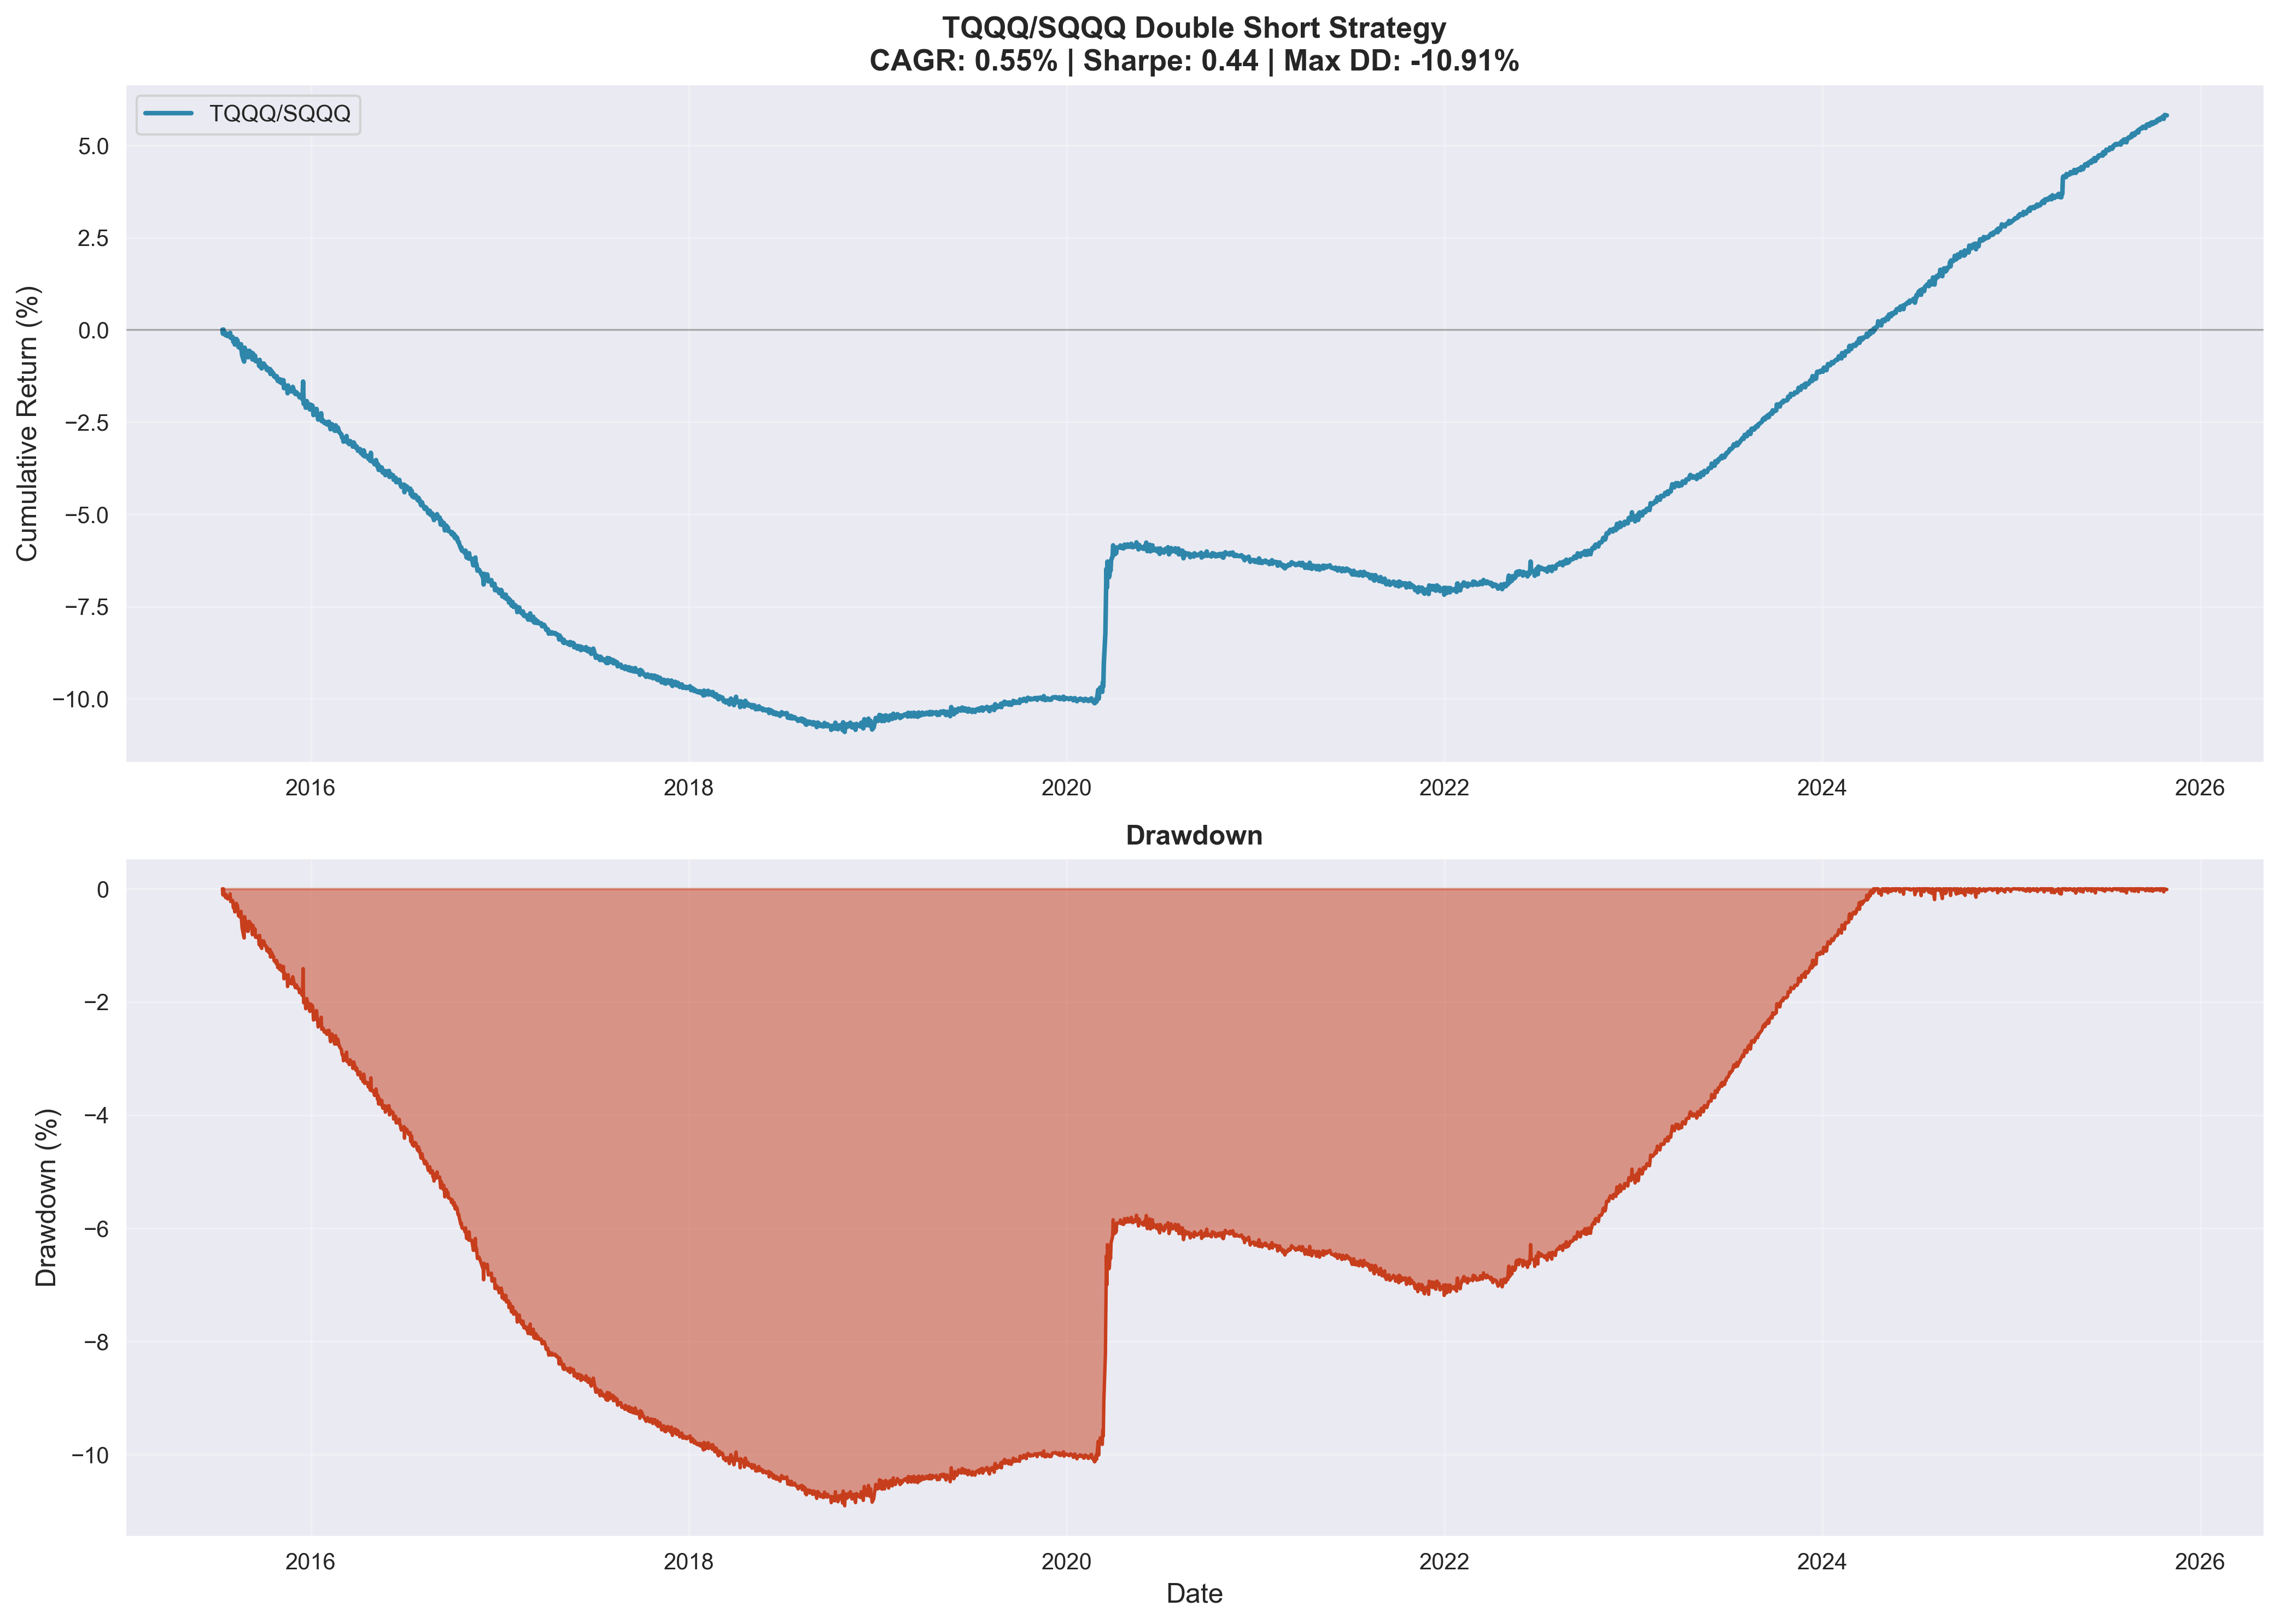 TQQQ/SQQQ Double Short Strategy
CAGR: 0.55% | Sharpe: 0.44 | Max DD: -10.91%
TQQQ/SQQQ
Cumulative Return (%)
5.0
2.5
0.0
−2.5
−5.0
−7.5
−10.0
2016 2018 2020 2022 2024 2026
Drawdown
Drawdown (%)
0
−2
−4
−6
−8
−10
2016 2018 2020 2022 2024 2026
Date